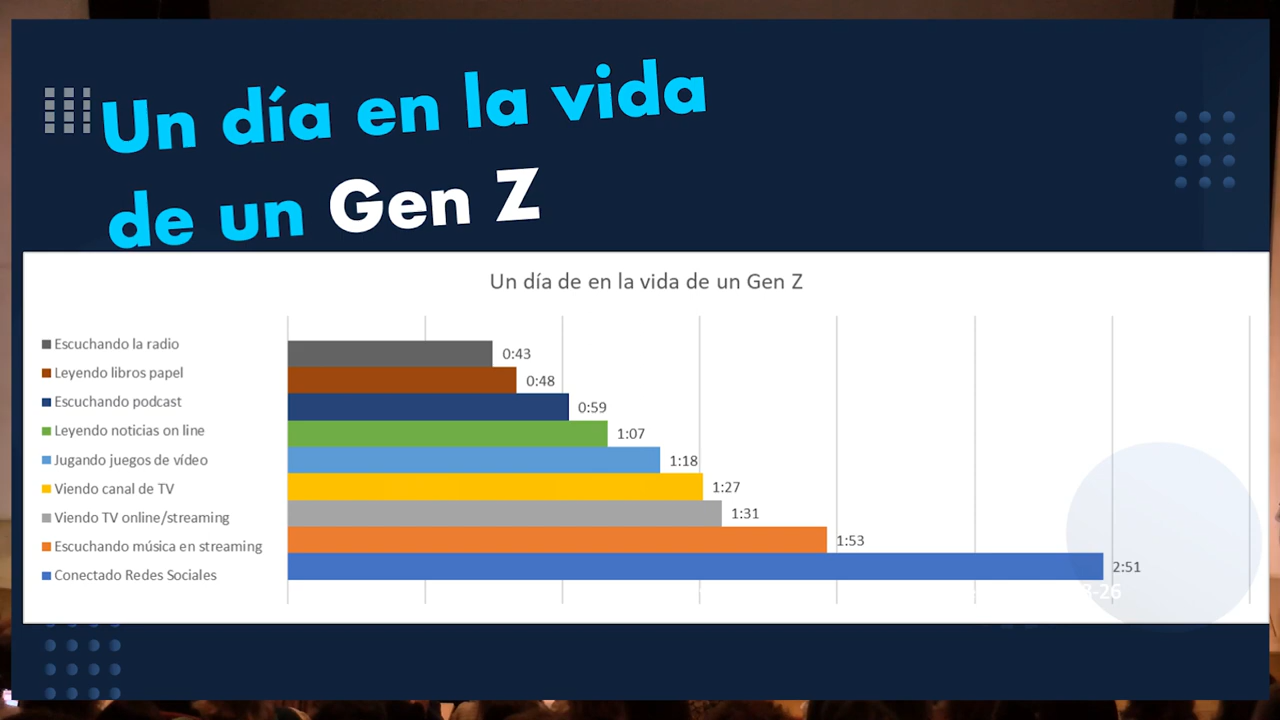 Un día en la vida
de un Gen Z
Un día de en la vida de un Gen Z
Escuchando la radio
0:43
Leyendo libros papel
0:48
Escuchando podcast
0:59
Leyendo noticias on line
1:07
Jugando juegos de vídeo
1:18
Viendo canal de TV
1:27
Viendo TV online/streaming
1:31
Escuchando música en streaming
1:53
Conectado Redes Sociales
2:51
-26